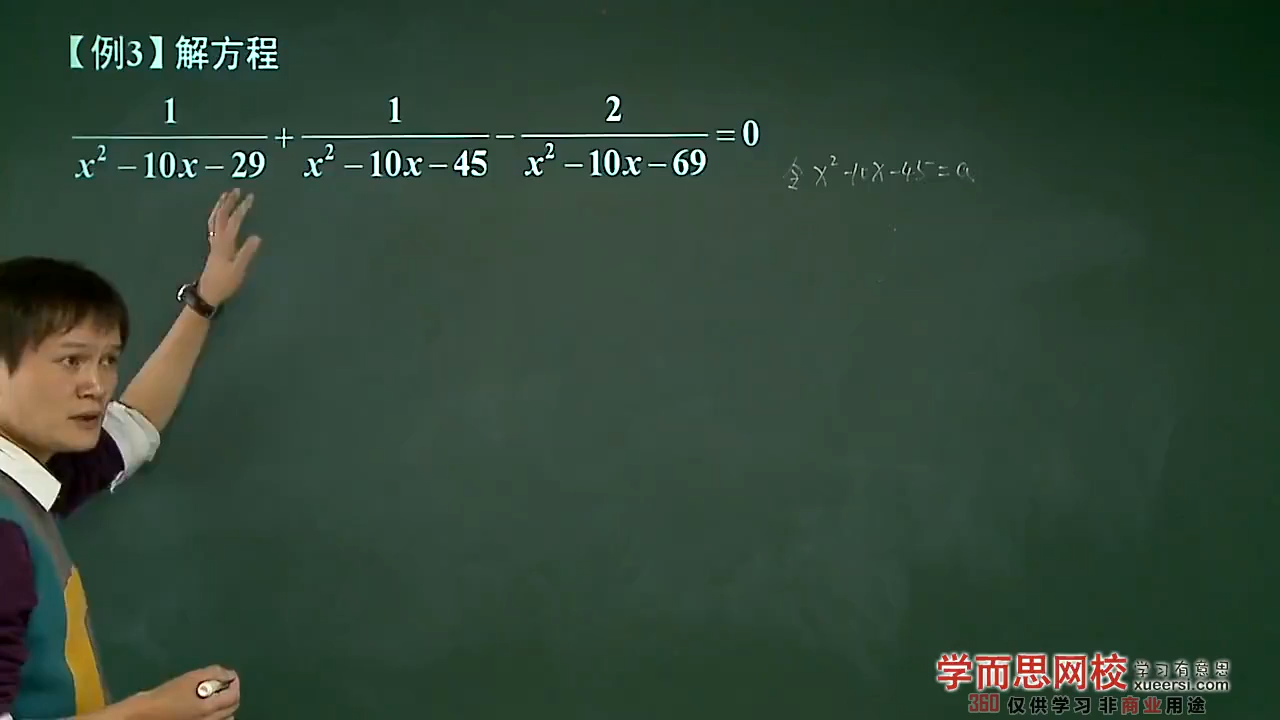 【例3】解方程
1/(x² − 10x − 29) + 1/(x² − 10x − 45) − 2/(x² − 10x − 69) = 0
令 x² -10x -45 = a
学而思网校 学习有意思
xueersi.com
360 仅供学习 非商业用途